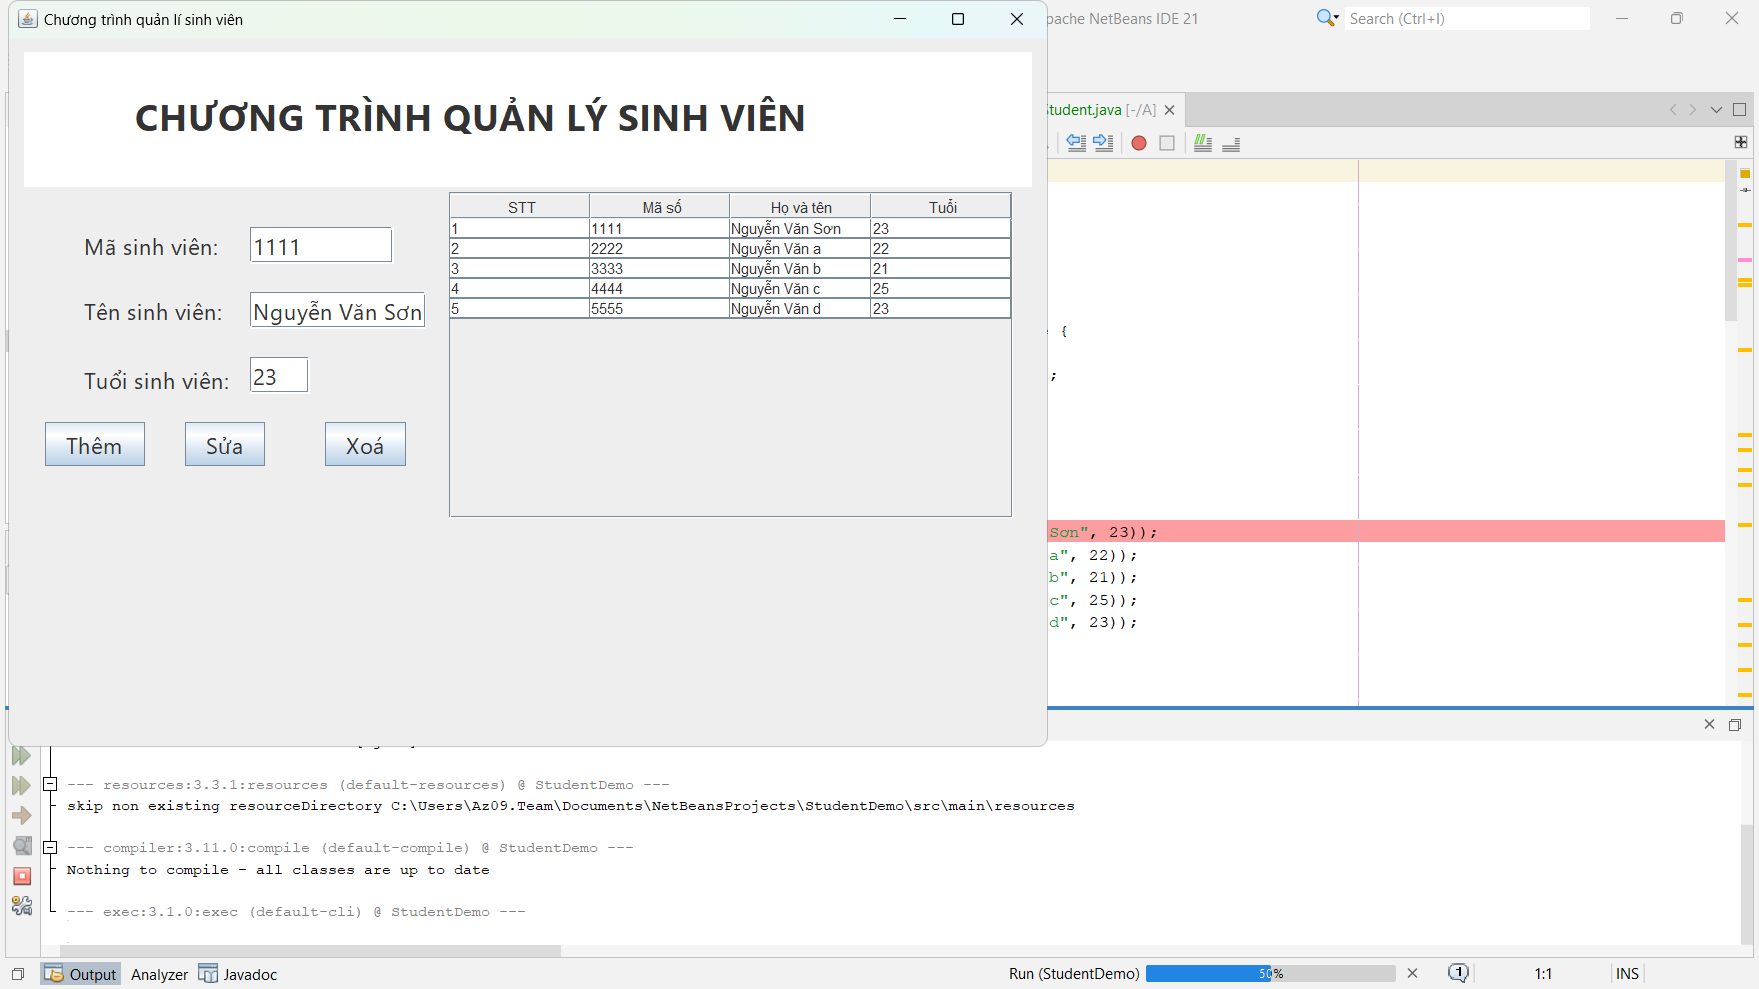 Chương trình quản lí sinh viên
pache NetBeans IDE 21
Search (Ctrl+I)
CHƯƠNG TRÌNH QUẢN LÝ SINH VIÊN
Student.java [-/A]
STT Mã số Họ và tên Tuổi
1 1111 Nguyễn Văn Sơn 23
2 2222 Nguyễn Văn a 22
3 3333 Nguyễn Văn b 21
4 4444 Nguyễn Văn c 25
5 5555 Nguyễn Văn d 23
Mã sinh viên: 1111
Tên sinh viên: Nguyễn Văn Sơn
Tuổi sinh viên: 23
Thêm Sửa Xoá
{
;
Sơn", 23));
a", 22));
b", 21));
c", 25));
d", 23));
--- resources:3.3.1:resources (default-resources) @ StudentDemo ---
skip non existing resourceDirectory C:\Users\Az09.Team\Documents\NetBeansProjects\StudentDemo\src\main\resources
--- compiler:3.11.0:compile (default-compile) @ StudentDemo ---
Nothing to compile - all classes are up to date
--- exec:3.1.0:exec (default-cli) @ StudentDemo ---
Output Analyzer Javadoc
Run (StudentDemo) 50% 1 1:1 INS